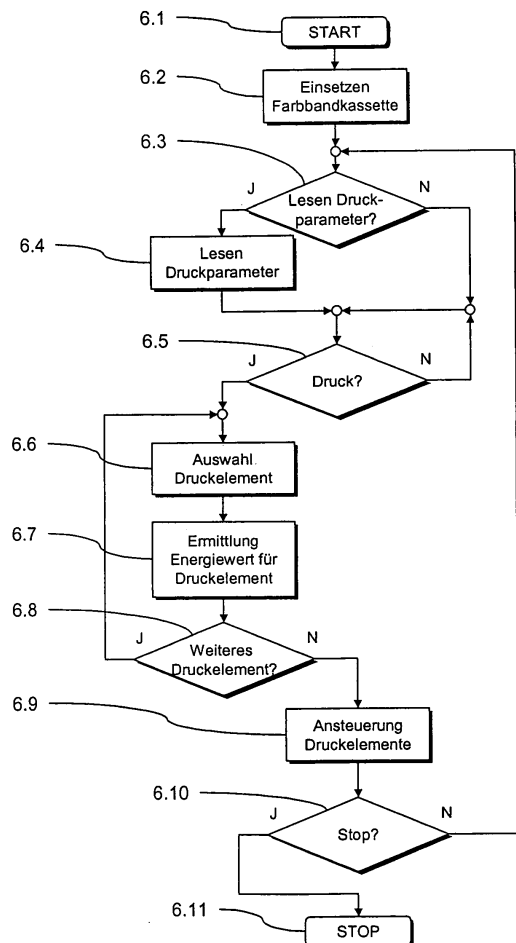 6.1
START
6.2
Einsetzen
Farbbandkassette
6.3
J
N
Lesen Druck-
parameter?
6.4
Lesen
Druckparameter
6.5
J
N
Druck?
6.6
Auswahl
Druckelement
6.7
Ermittlung
Energiewert für
Druckelement
6.8
J
N
Weiteres
Druckelement?
6.9
Ansteuerung
Druckelemente
6.10
J
N
Stop?
6.11
STOP